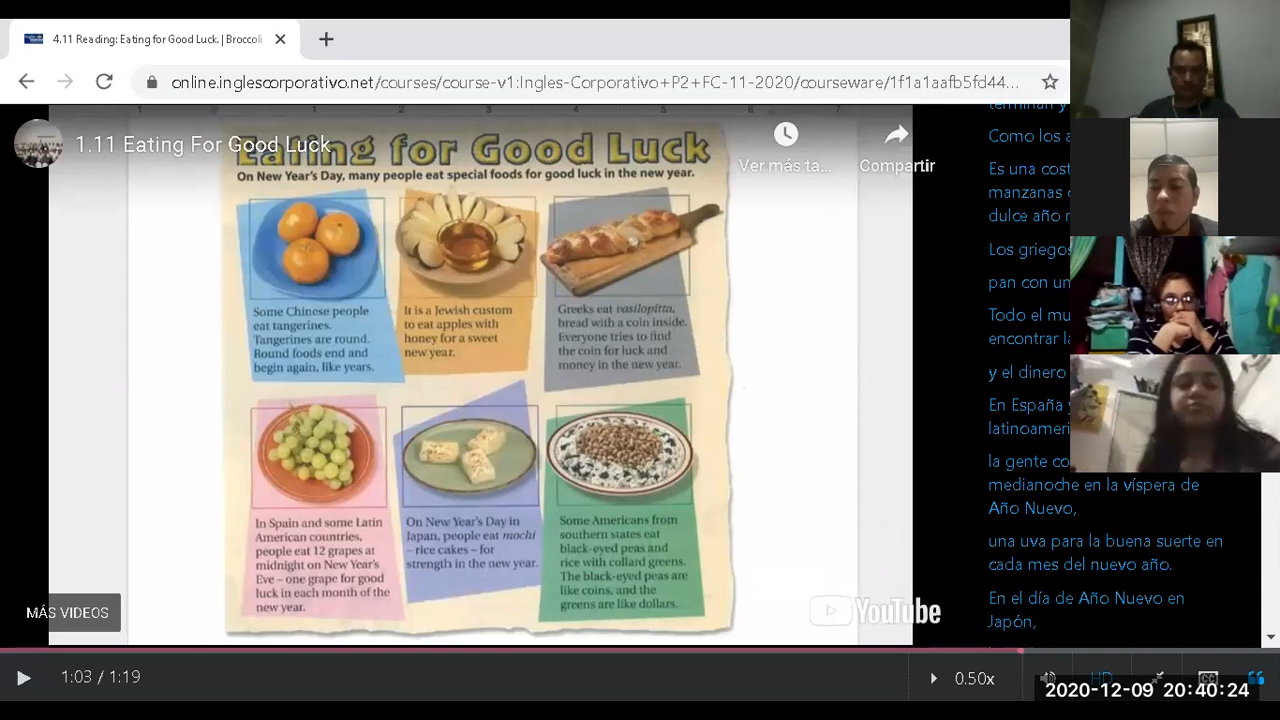 4.11 Reading: Eating for Good Luck. | Broccoli
online.inglescorporativo.net/courses/course-v1:Ingles-Corporativo+P2+FC-11-2020/courseware/1f1a1aafb5fd44...
1.11 Eating For Good Luck
Ver más ta...
Compartir
Eating for Good Luck
On New Year's Day, many people eat special foods for good luck in the new year.
Some Chinese people
eat tangerines.
Tangerines are round.
Round foods end and
begin again, like years.
It is a Jewish custom
to eat apples with
honey for a sweet
new year.
Greeks eat vasilopitta,
bread with a coin inside.
Everyone tries to find
the coin for luck and
money in the new year.
In Spain and some Latin
American countries,
people eat 12 grapes at
midnight on New Year's
Eve – one grape for good
luck in each month of the
new year.
On New Year's Day in
Japan, people eat mochi
– rice cakes – for
strength in the new year.
Some Americans from
southern states eat
black-eyed peas and
rice with collard greens.
The black-eyed peas are
like coins, and the
greens are like dollars.
MÁS VIDEOS
YouTube
terminan y
Como los a
Es una cost
manzanas
dulce año
Los griegos
pan con un
Todo el mu
encontrar
y el dinero
En España
latinoameri
la gente co
medianoche en la víspera de
Año Nuevo,
una uva para la buena suerte en
cada mes del nuevo año.
En el día de Año Nuevo en
Japón,
1:03 / 1:19
0.50x
HD
CC
2020-12-09 20:40:24